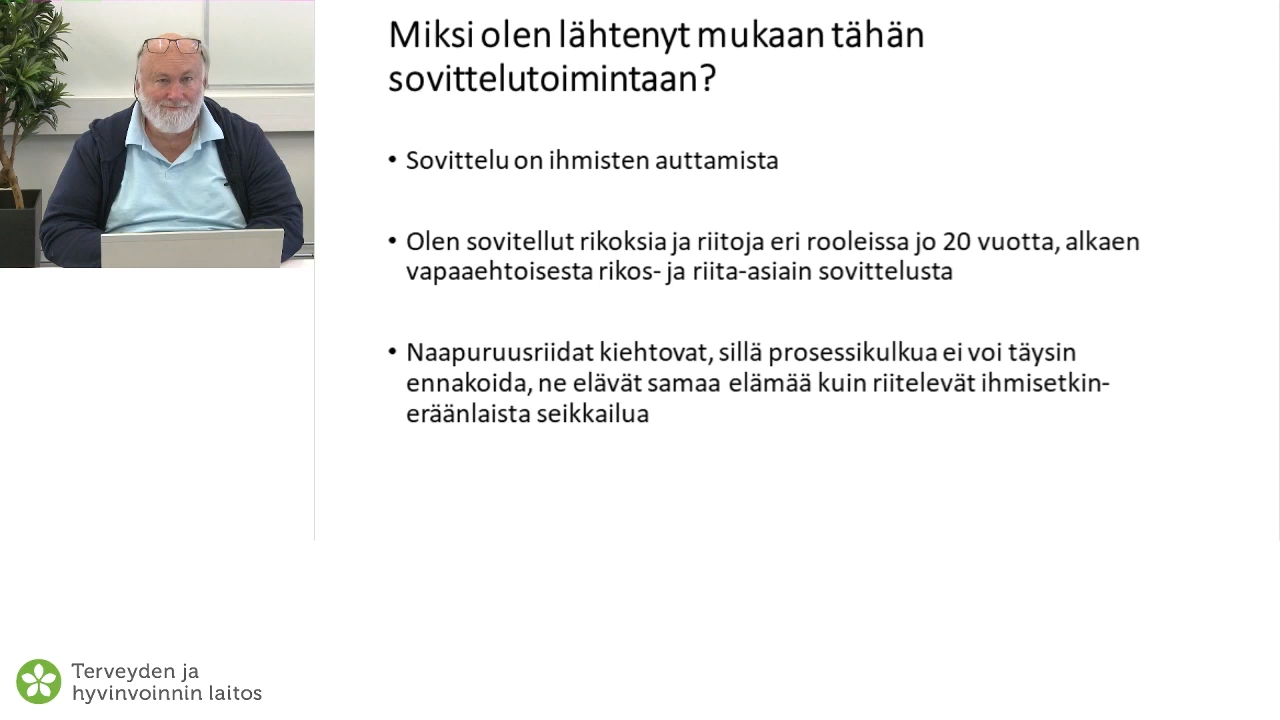 Miksi olen lähtenyt mukaan tähän
sovittelutoimintaan?
• Sovittelu on ihmisten auttamista
• Olen sovitellut rikoksia ja riitoja eri rooleissa jo 20 vuotta, alkaen
vapaaehtoisesta rikos- ja riita-asiain sovittelusta
• Naapuruusriidat kiehtovat, sillä prosessikulkua ei voi täysin
ennakoida, ne elävät samaa elämää kuin riitelevät ihmisetkin-
eräänlaista seikkailua
Terveyden ja
hyvinvoinnin laitos